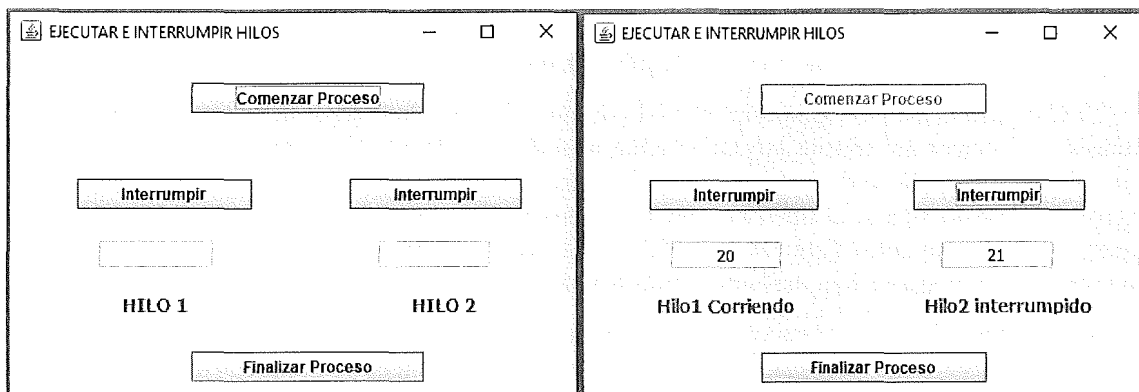 EJECUTAR E INTERRUMPIR HILOS
Comenzar Proceso
Interrumpir Interrumpir
HILO 1 HILO 2
Finalizar Proceso
EJECUTAR E INTERRUMPIR HILOS
Comenzar Proceso
Interrumpir Interrumpir
20 21
Hilo1 Corriendo Hilo2 interrumpido
Finalizar Proceso